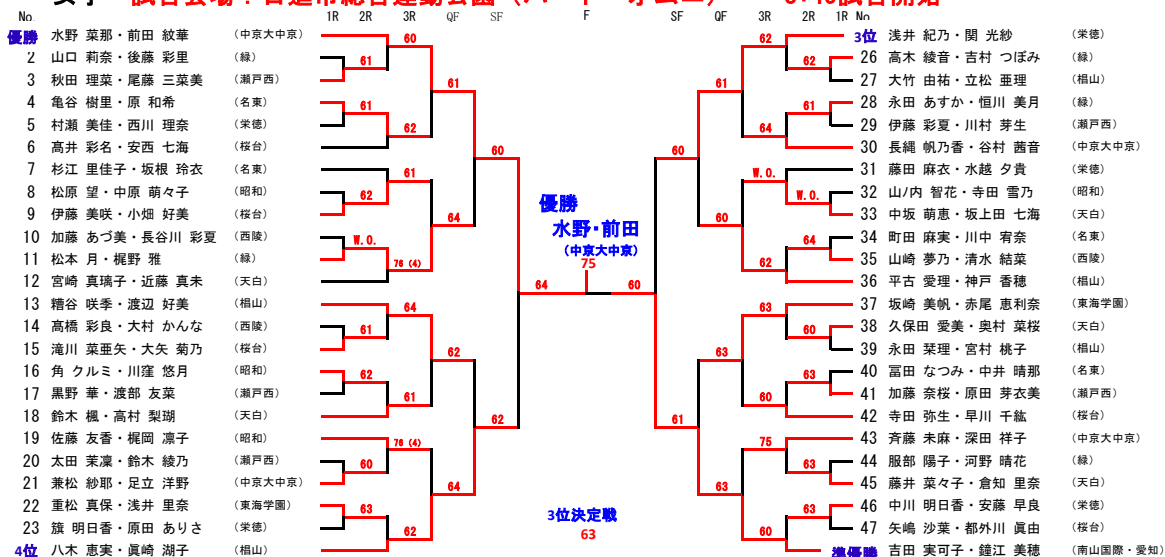 No. 1R 2R 3R QF SF F SF QF 3R 2R 1R No.
優勝 水野 菜那・前田 紋華 (中京大中京)
2 山口 莉奈・後藤 彩里 (緑)
3 秋田 理菜・尾藤 三菜美 (瀬戸西)
4 亀谷 樹里・原 和希 (名東)
5 村瀬 美佳・西川 理奈 (栄徳)
6 髙井 彩名・安西 七海 (桜台)
7 杉江 里佳子・坂根 玲衣 (名東)
8 松原 望・中原 萌々子 (昭和)
9 伊藤 美咲・小畑 好美 (桜台)
10 加藤 あづ美・長谷川 彩夏 (西陵)
11 松本 月・梶野 雅 (緑)
12 宮崎 真璃子・近藤 真未 (天白)
13 糟谷 咲季・渡辺 好美 (椙山)
14 髙橋 彩良・大村 かんな (西陵)
15 滝川 菜亜矢・大矢 菊乃 (桜台)
16 角 クルミ・川窪 悠月 (昭和)
17 黒野 華・渡部 友菜 (瀬戸西)
18 鈴木 楓・高村 梨瑚 (天白)
19 佐藤 友香・梶岡 凛子 (昭和)
20 太田 茉凜・鈴木 綾乃 (瀬戸西)
21 兼松 紗耶・足立 洋野 (中京大中京)
22 重松 真保・浅井 里奈 (東海学園)
23 籏 明日香・原田 ありさ (栄徳)
4位 八木 恵実・眞崎 湖子 (椙山)
60
61
61
61
62
60
61
62
64
W.O.
76 (4)
64
64
61
62
62
61
62
76 (4)
60
64
63
62
優勝
水野・前田
(中京大中京)
75
3位決定戦
63
60
62
61
61
64
60
W.O.
W.O.
60
64
62
60
63
60
63
63
60
61
75
63
63
63
60
3位 浅井 紀乃・関 光紗 (栄徳)
26 高木 綾音・吉村 つぼみ (緑)
27 大竹 由祐・立松 亜理 (椙山)
28 永田 あすか・恒川 美月 (緑)
29 伊藤 彩夏・川村 芽生 (瀬戸西)
30 長縄 帆乃香・谷村 茜音 (中京大中京)
31 藤田 麻衣・水越 夕貴 (栄徳)
32 山ノ内 智花・寺田 雪乃 (昭和)
33 中坂 萌恵・坂上田 七海 (天白)
34 町田 麻実・川中 宥奈 (名東)
35 山崎 夢乃・清水 結菜 (西陵)
36 平古 愛理・神戸 香穂 (椙山)
37 坂崎 美帆・赤尾 恵利奈 (東海学園)
38 久保田 愛美・奥村 菜桜 (天白)
39 永田 栞理・宮村 桃子 (椙山)
40 冨田 なつみ・中井 晴那 (名東)
41 加藤 奈桜・原田 芽衣美 (瀬戸西)
42 寺田 弥生・早川 千紘 (桜台)
43 斉藤 未麻・深田 祥子 (中京大中京)
44 服部 陽子・河野 晴花 (緑)
45 藤井 菜々子・倉知 里奈 (天白)
46 中川 明日香・安藤 早良 (栄徳)
47 矢嶋 沙葉・都外川 眞由 (桜台)
準優勝 吉田 実可子・鐘江 美穂 (南山国際・愛知)